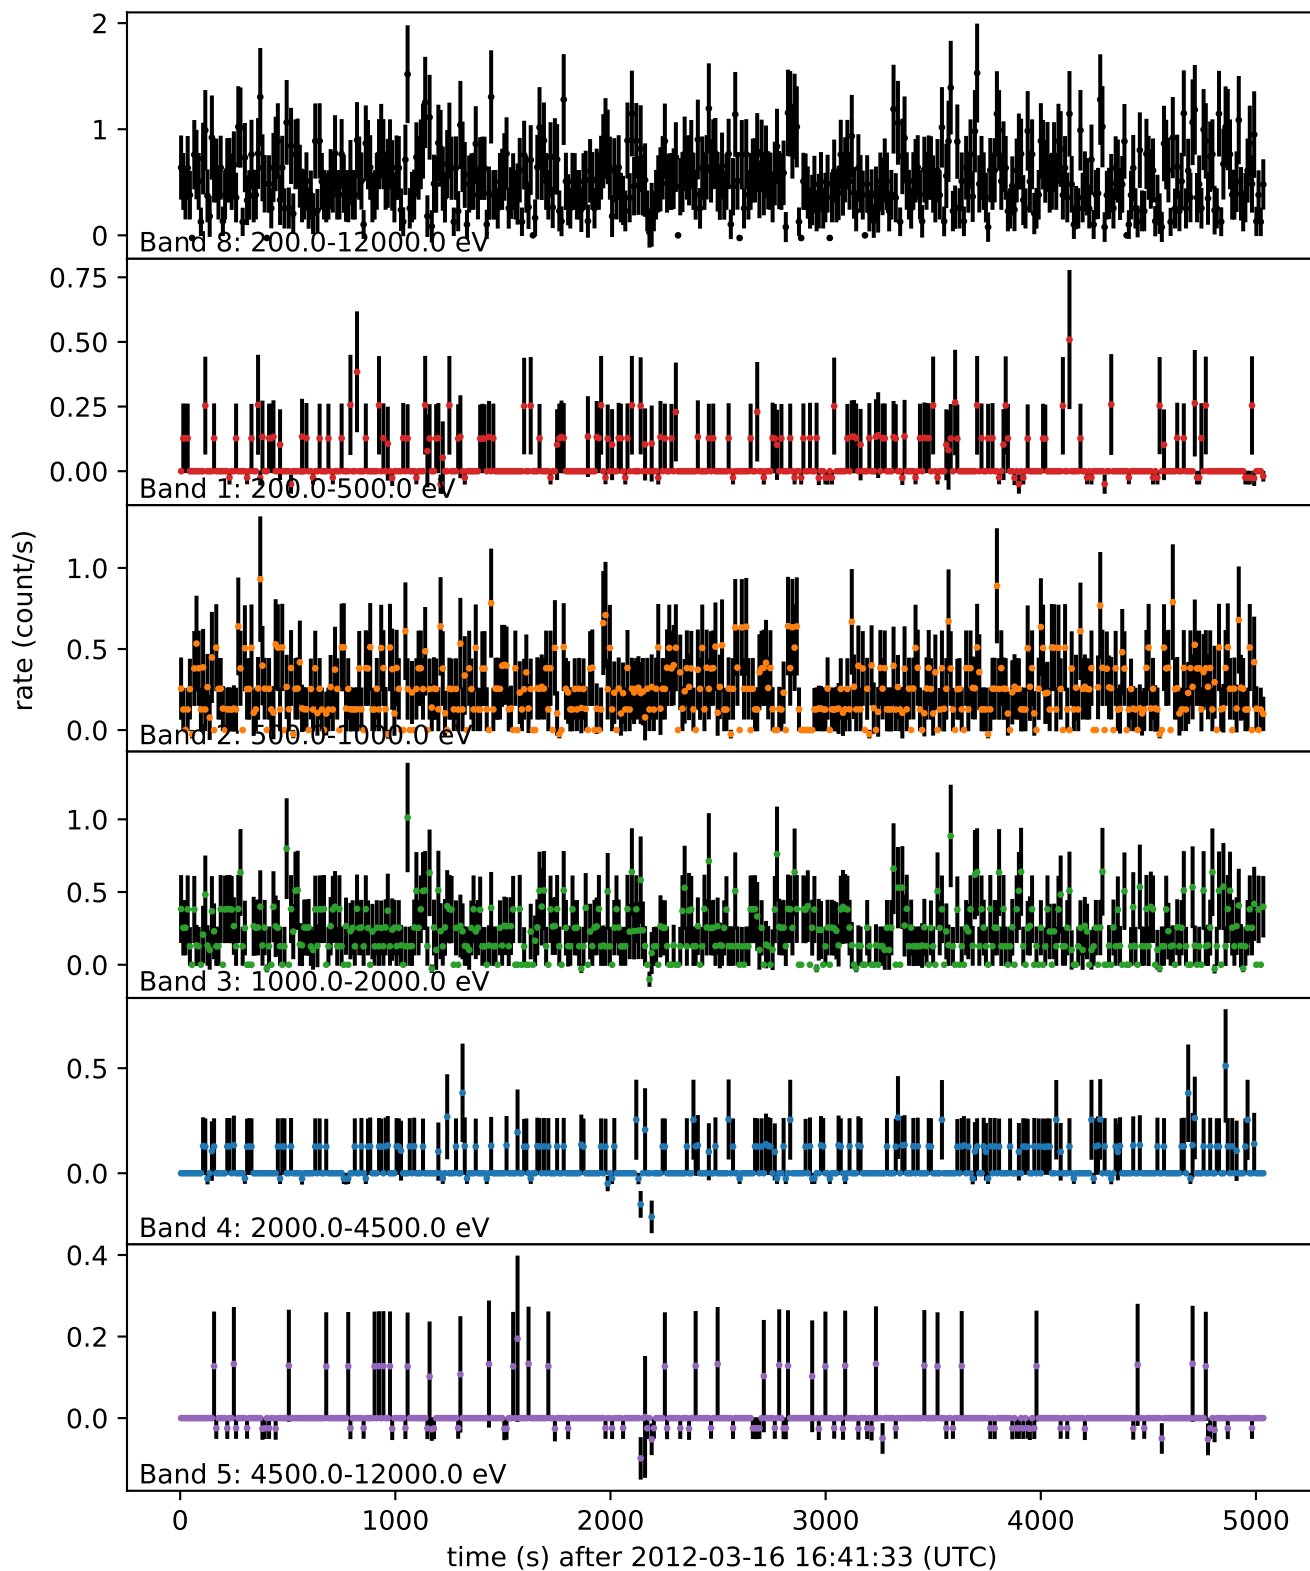 2
1
0
Band 8: 200.0-12000.0 eV
0.75
0.50
0.25
0.00
Band 1: 200.0-500.0 eV
rate (count/s)
1.0
0.5
0.0
Band 2: 500.0-1000.0 eV
1.0
0.5
0.0
Band 3: 1000.0-2000.0 eV
0.5
0.0
Band 4: 2000.0-4500.0 eV
0.4
0.2
0.0
Band 5: 4500.0-12000.0 eV
0 1000 2000 3000 4000 5000
time (s) after 2012-03-16 16:41:33 (UTC)